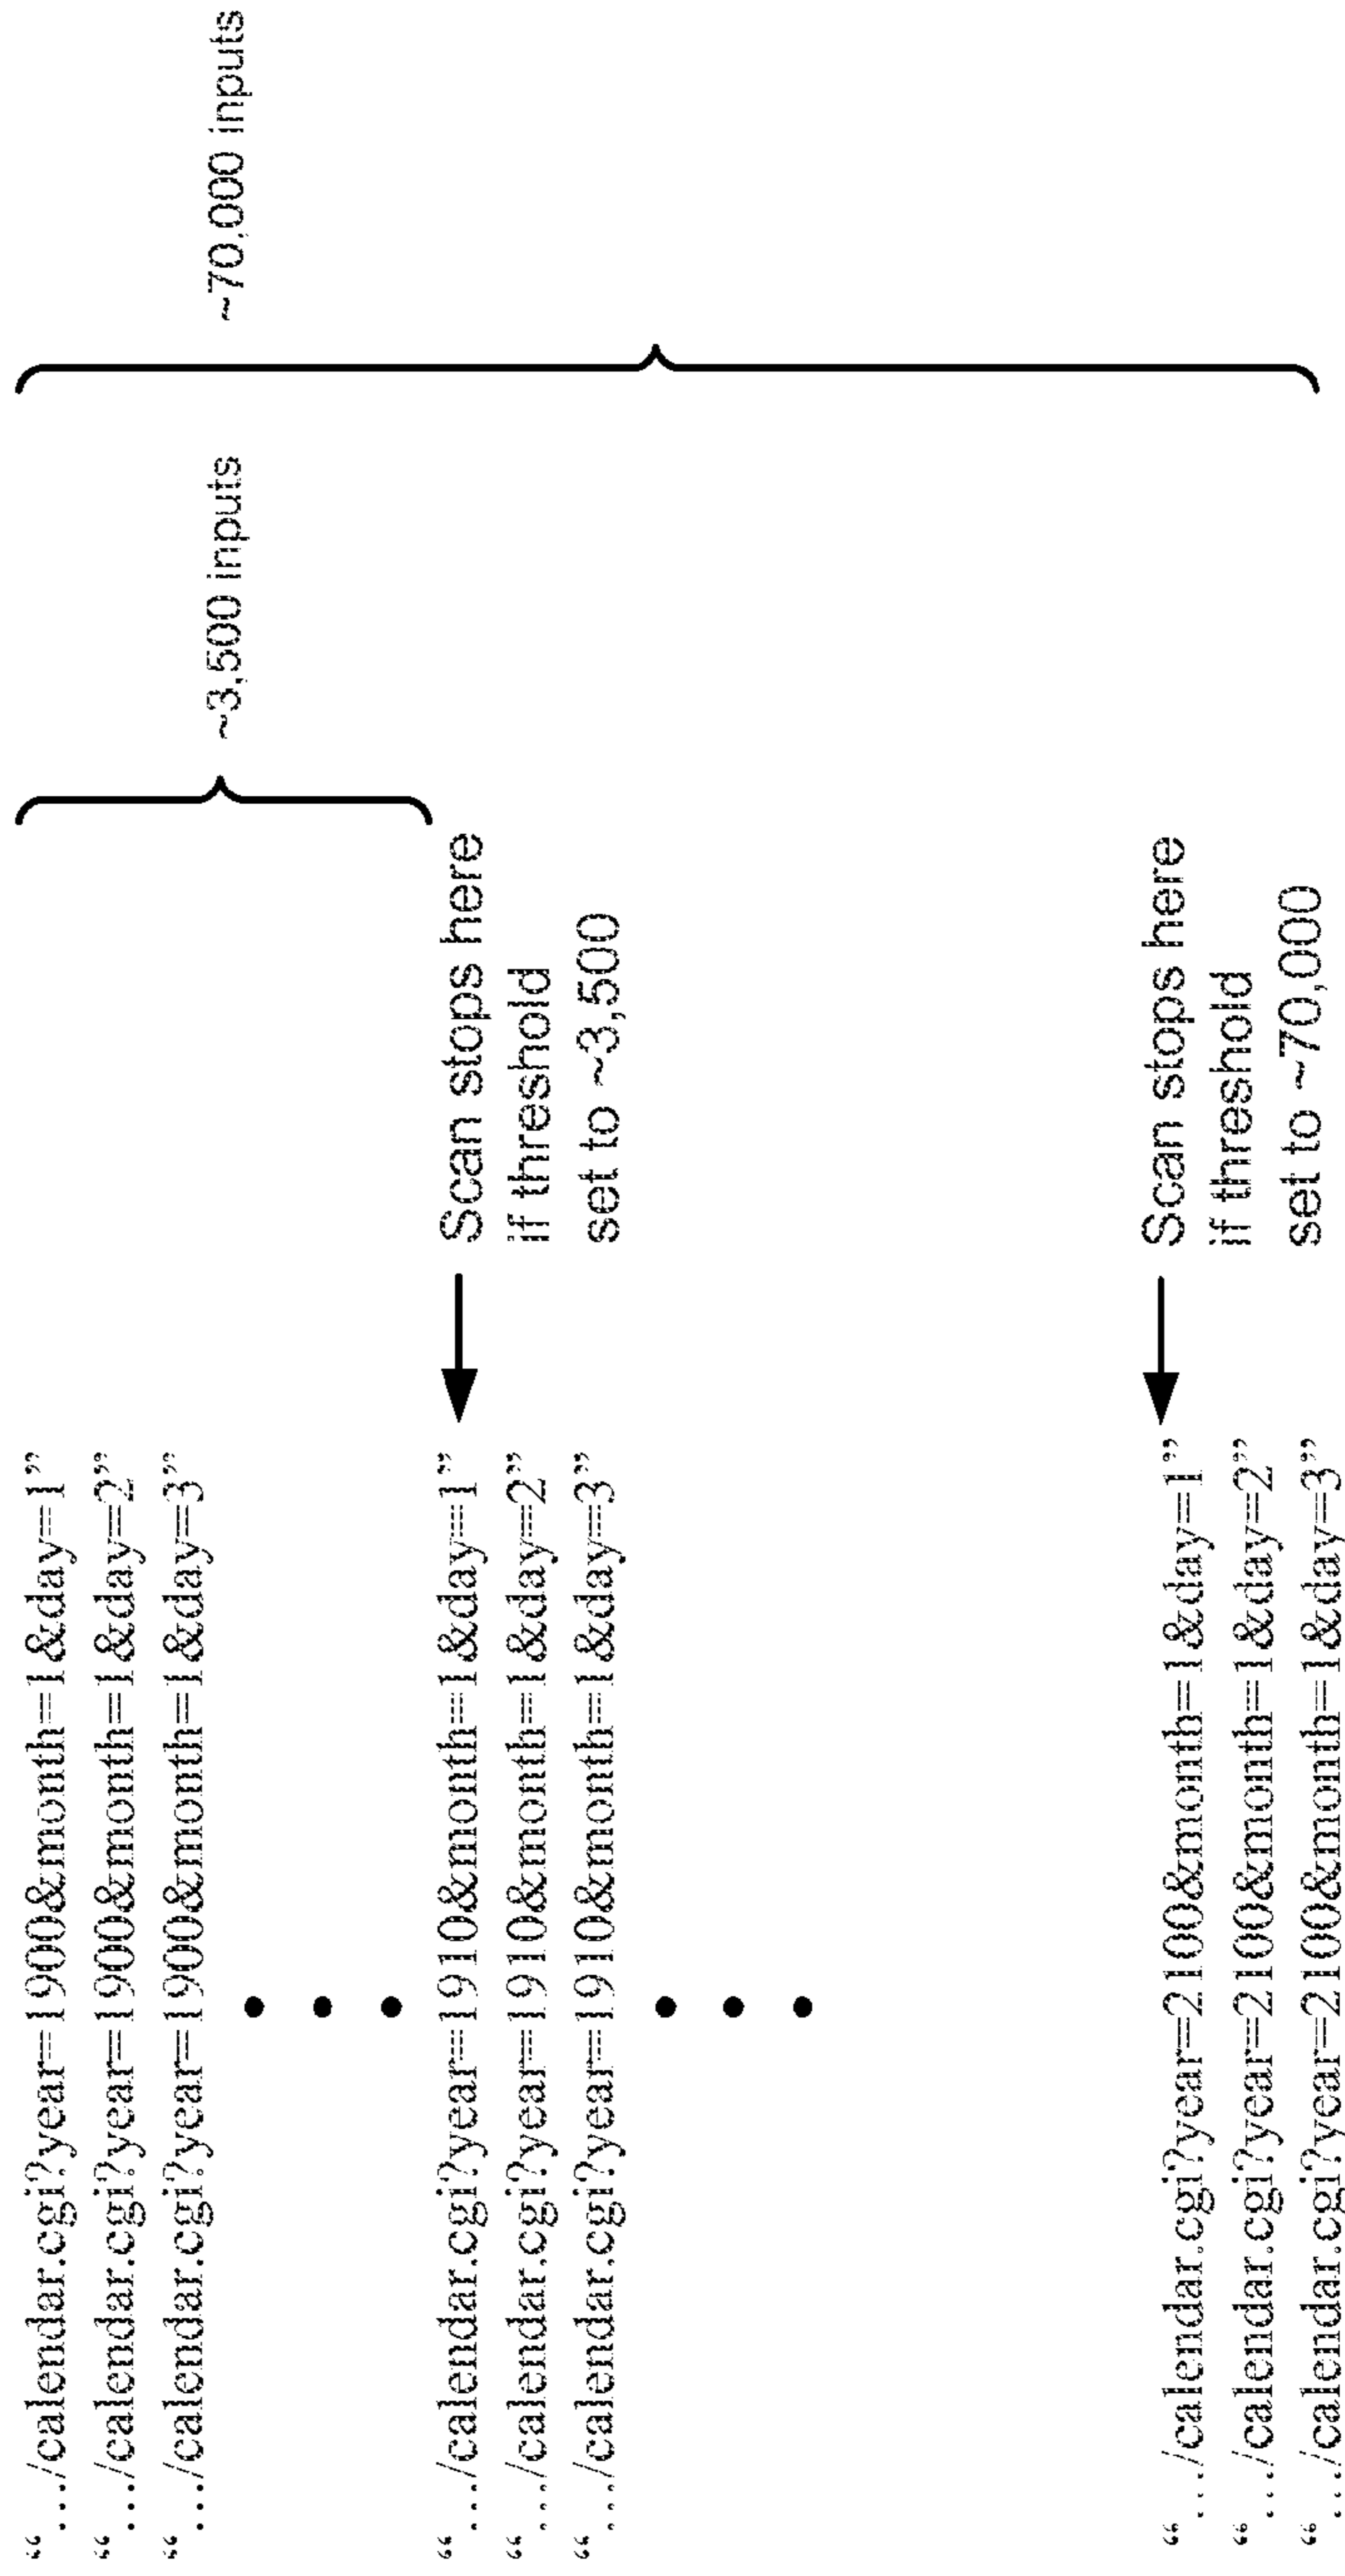 “.../calendar.cgi?year=1900&month=1&day=1”
“.../calendar.cgi?year=1900&month=1&day=2”
“.../calendar.cgi?year=1900&month=1&day=3”
~3,500 inputs
~70,000 inputs
“.../calendar.cgi?year=1910&month=1&day=1”
“.../calendar.cgi?year=1910&month=1&day=2”
“.../calendar.cgi?year=1910&month=1&day=3”
Scan stops here
if threshold
set to ~3,500
“.../calendar.cgi?year=2100&month=1&day=1”
“.../calendar.cgi?year=2100&month=1&day=2”
“.../calendar.cgi?year=2100&month=1&day=3”
Scan stops here
if threshold
set to ~70,000